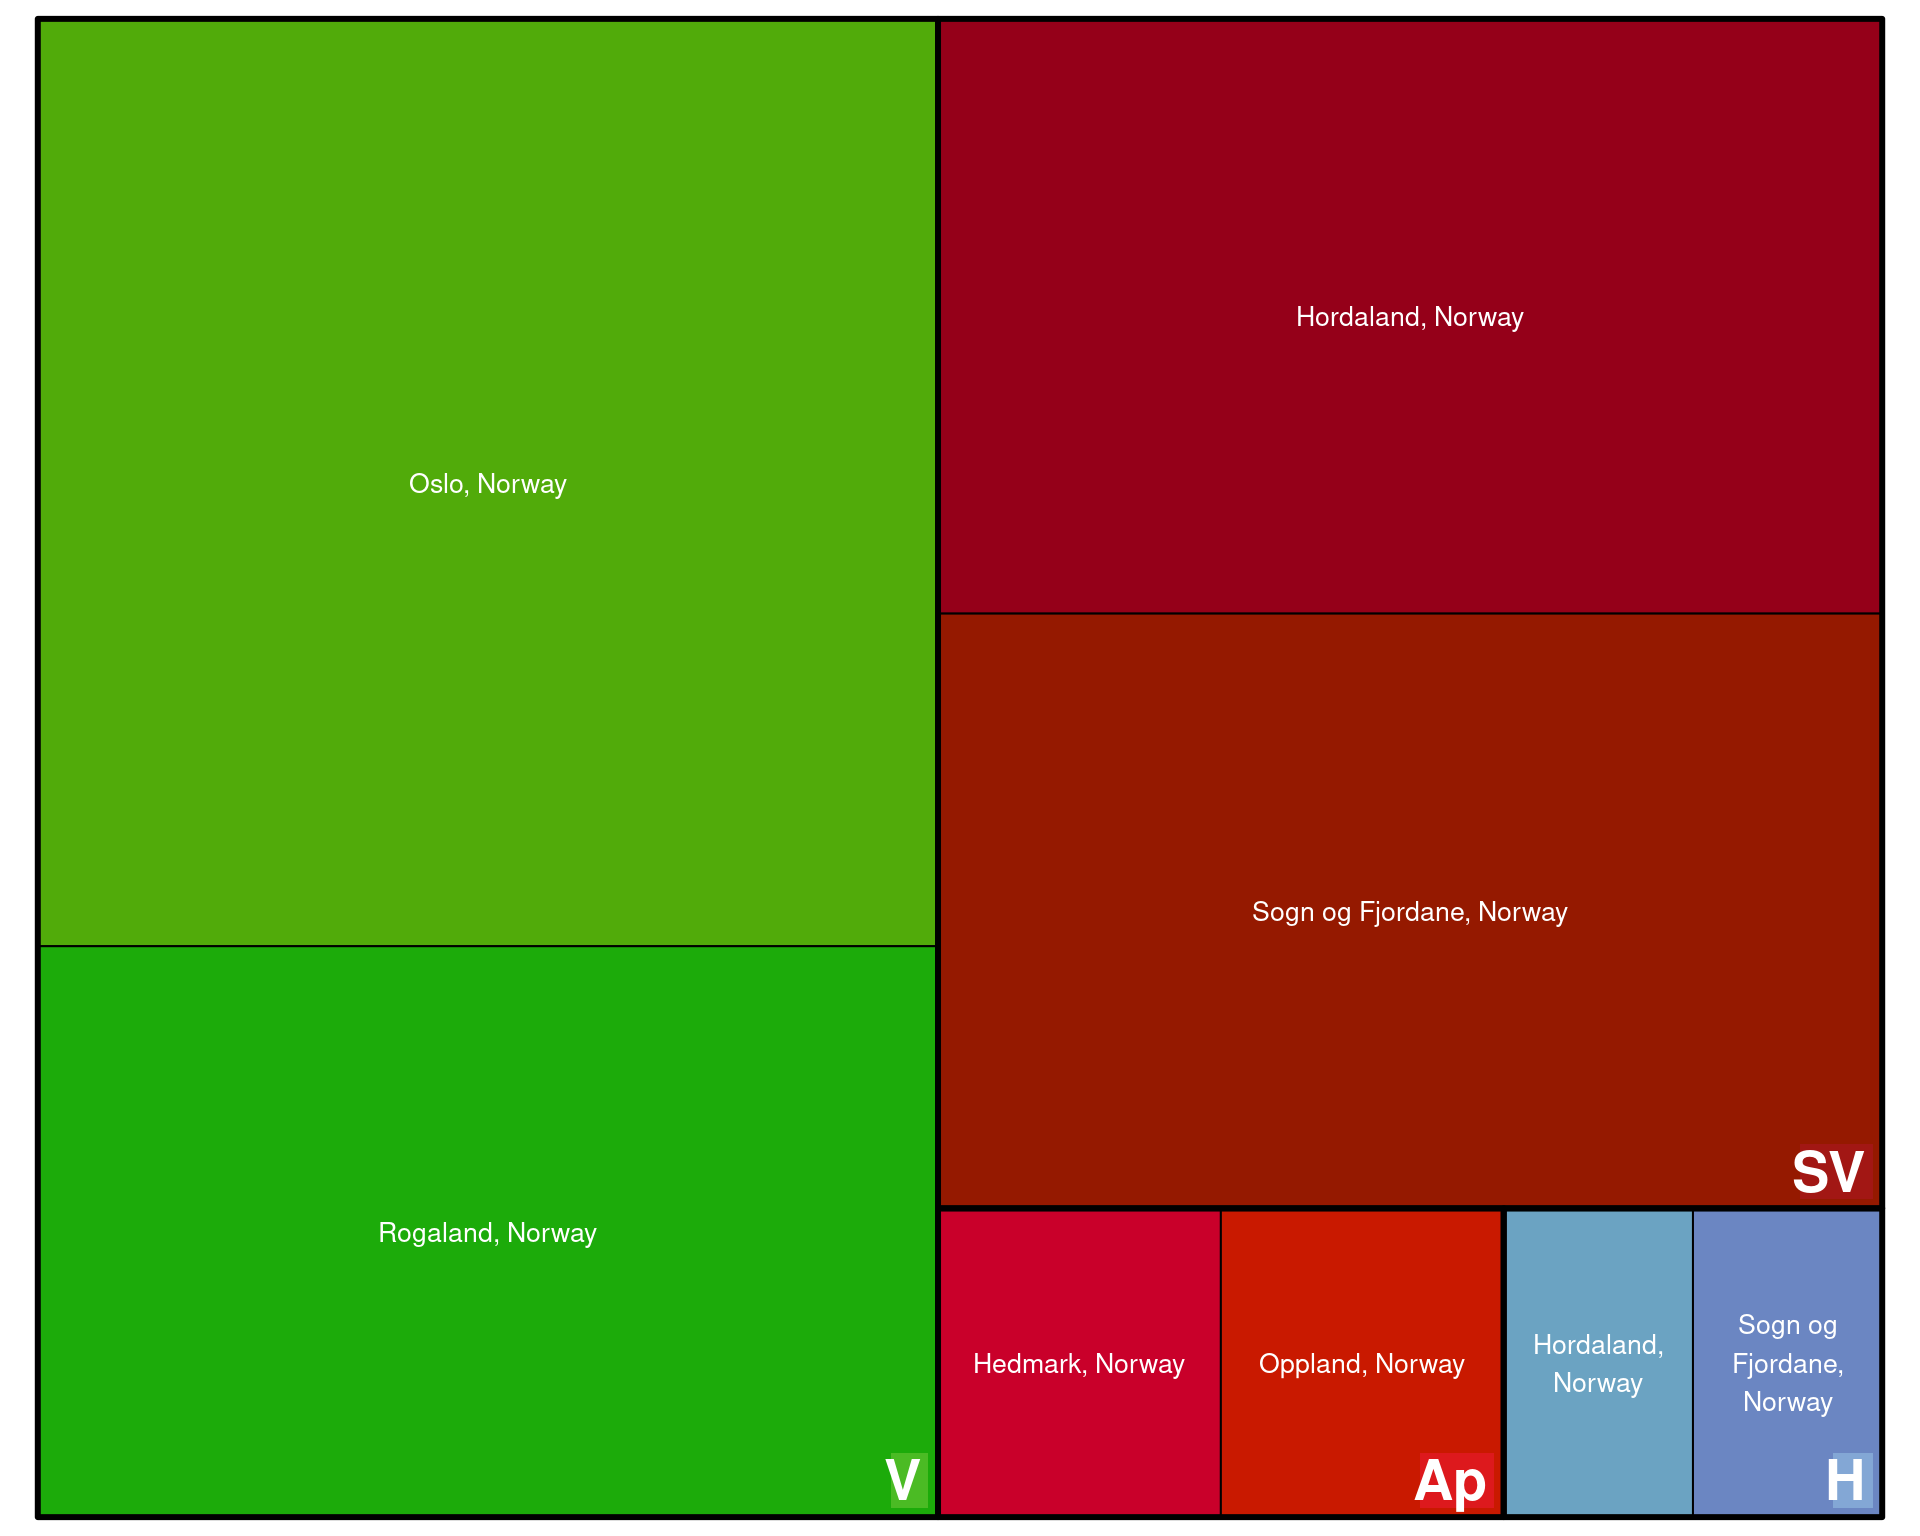 Oslo, Norway
Rogaland, Norway
V
Hordaland, Norway
Sogn og Fjordane, Norway
SV
Hedmark, Norway
Oppland, Norway
Ap
Hordaland,
Norway
Sogn og
Fjordane,
Norway
H